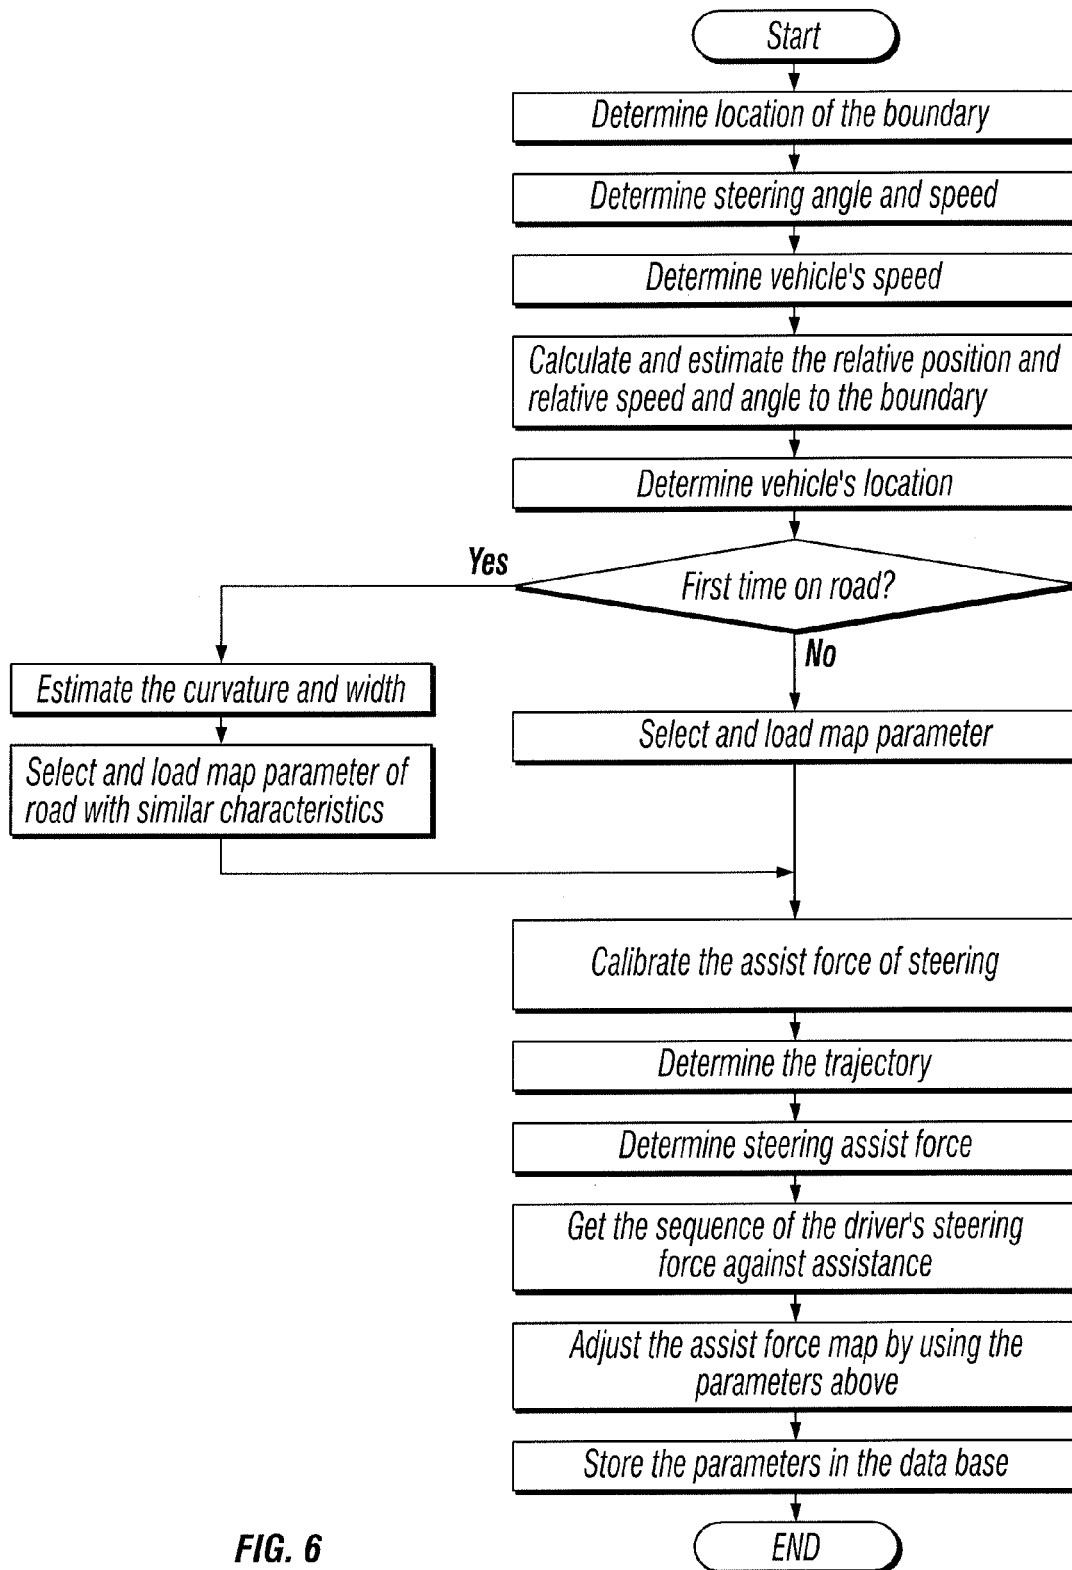 Start
Determine location of the boundary
Determine steering angle and speed
Determine vehicle's speed
Calculate and estimate the relative position and
relative speed and angle to the boundary
Determine vehicle's location
First time on road?
Yes
No
Estimate the curvature and width
Select and load map parameter of
road with similar characteristics
Select and load map parameter
Calibrate the assist force of steering
Determine the trajectory
Determine steering assist force
Get the sequence of the driver's steering
force against assistance
Adjust the assist force map by using the
parameters above
Store the parameters in the data base
END
FIG. 6